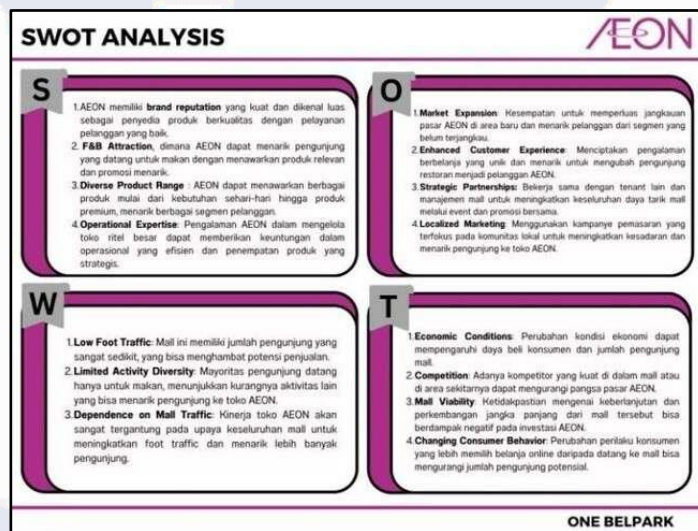 SWOT ANALYSIS
ÆON
S
1.AEON memiliki brand reputation yang kuat dan dikenal luas
sebagai penyedia produk berkualitas dengan pelayanan
pelanggan yang baik.
2. F&B Attraction, dimana AEON dapat menarik pengunjung
yang datang untuk makan dengan menawarkan produk relevan
dan promosi menarik.
3.Diverse Product Range : AEON dapat menawarkan berbagai
produk mulai dari kebutuhan sehari-hari hingga produk
premium, menarik berbagai segmen pelanggan.
4.Operational Expertise: Pengalaman AEON dalam mengelola
toko ritel besar dapat memberikan keuntungan dalam
operasional yang efisien dan penempatan produk yang
strategis.
O
1.Market Expansion: Kesempatan untuk memperluas jangkauan
pasar AEON di area baru dan menarik pelanggan dari segmen yang
belum terjangkau.
2.Enhanced Customer Experience: Menciptakan pengalaman
berbelanja yang unik dan menarik untuk mengubah pengunjung
restoran menjadi pelanggan AEON.
3.Strategic Partnerships: Bekerja sama dengan tenant lain dan
manajemen mall untuk meningkatkan keseluruhan daya tarik mall
melalui event dan promosi bersama.
4.Localized Marketing: Menggunakan kampanye pemasaran yang
terfokus pada komunitas lokal untuk meningkatkan kesadaran dan
menarik pengunjung ke toko AEON.
W
1.Low Foot Traffic: Mall ini memiliki jumlah pengunjung yang
sangat sedikit, yang bisa menghambat potensi penjualan.
2.Limited Activity Diversity: Mayoritas pengunjung datang
hanya untuk makan, menunjukkan kurangnya aktivitas lain
yang bisa menarik pengunjung ke toko AEON.
3.Dependence on Mall Traffic: Kinerja toko AEON akan
sangat tergantung pada upaya keseluruhan mall untuk
meningkatkan foot traffic dan menarik lebih banyak
pengunjung.
T
1.Economic Conditions: Perubahan kondisi ekonomi dapat
mempengaruhi daya beli konsumen dan jumlah pengunjung
mall.
2.Competition: Adanya kompetitor yang kuat di dalam mall atau
di area sekitarnya dapat mengurangi pangsa pasar AEON.
3.Mall Viability: Ketidakpastian mengenai keberlanjutan dan
perkembangan jangka panjang dari mall tersebut bisa
berdampak negatif pada investasi AEON.
4.Changing Consumer Behavior: Perubahan perilaku konsumen
yang lebih memilih belanja online daripada datang ke mall bisa
mengurangi jumlah pengunjung potensial.
ONE BELPARK